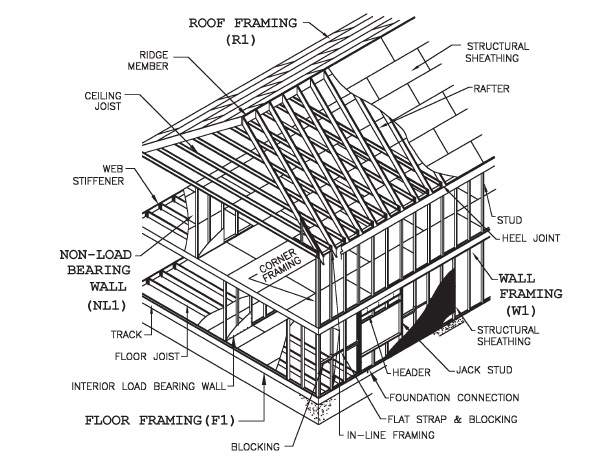 ROOF FRAMING
(R1)
RIDGE
MEMBER
STRUCTURAL
SHEATHING
CEILING
JOIST
RAFTER
WEB
STIFFENER
STUD
HEEL JOINT
NON-LOAD
BEARING
WALL
(NL1)
CORNER
FRAMING
WALL
FRAMING
(W1)
TRACK
STRUCTURAL
SHEATHING
FLOOR JOIST
HEADER
JACK STUD
INTERIOR LOAD BEARING WALL
FOUNDATION CONNECTION
FLOOR FRAMING(F1)
FLAT STRAP & BLOCKING
IN-LINE FRAMING
BLOCKING